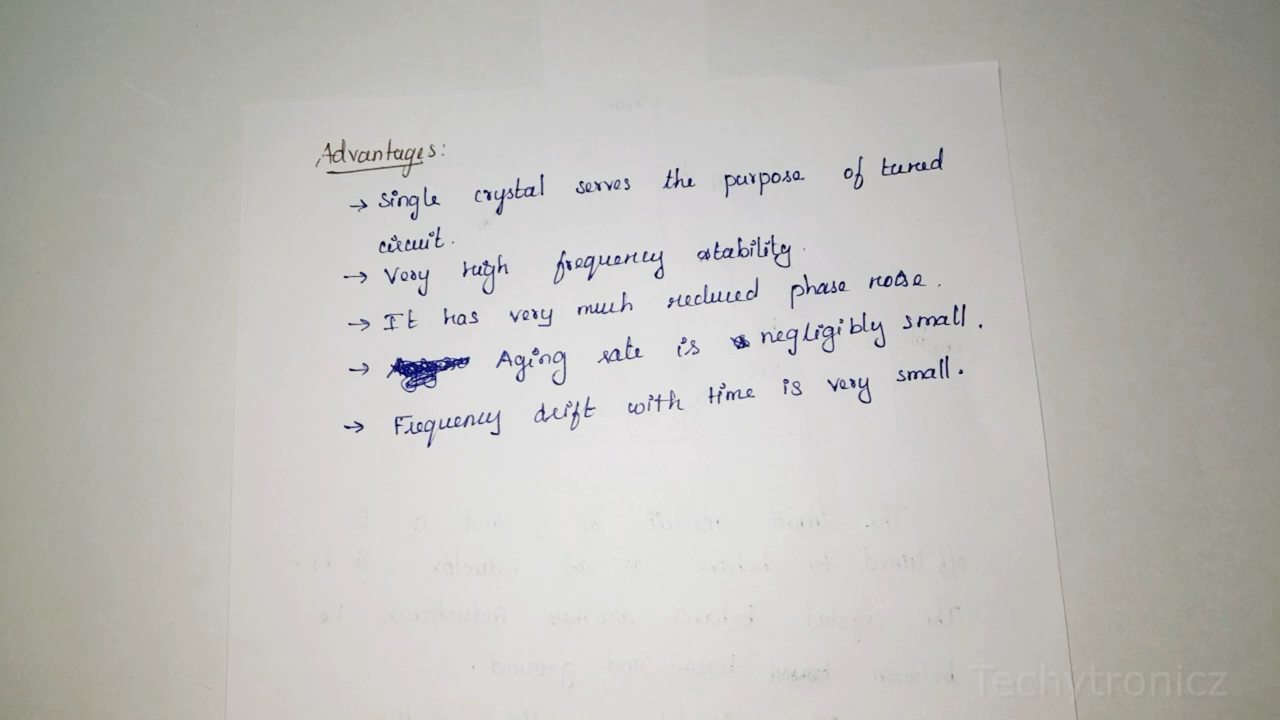 Advantages:
→ Single crystal serves the purpose of tuned
circuit.
→ Very high frequency stability.
→ It has very much reduced phase noise.
→ Aging rate is negligibly small.
→ Frequency drift with time is very small.
Techytronicz